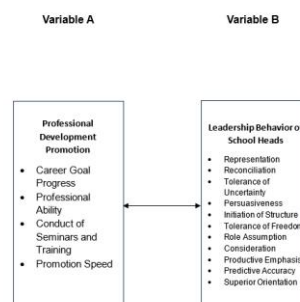 Variable A
Variable B
Professional
Development
Promotion
• Career Goal
Progress
• Professional
Ability
• Conduct of
Seminars and
Training
• Promotion Speed
Leadership Behavior o
School Heads
• Representation
• Reconciliation
• Tolerance of
Uncertainty
• Persuasiveness
• Initiation of Structure
• Tolerance of Freedom
• Role Assumption
• Consideration
• Productive Emphasis
• Predictive Accuracy
• Superior Orientation